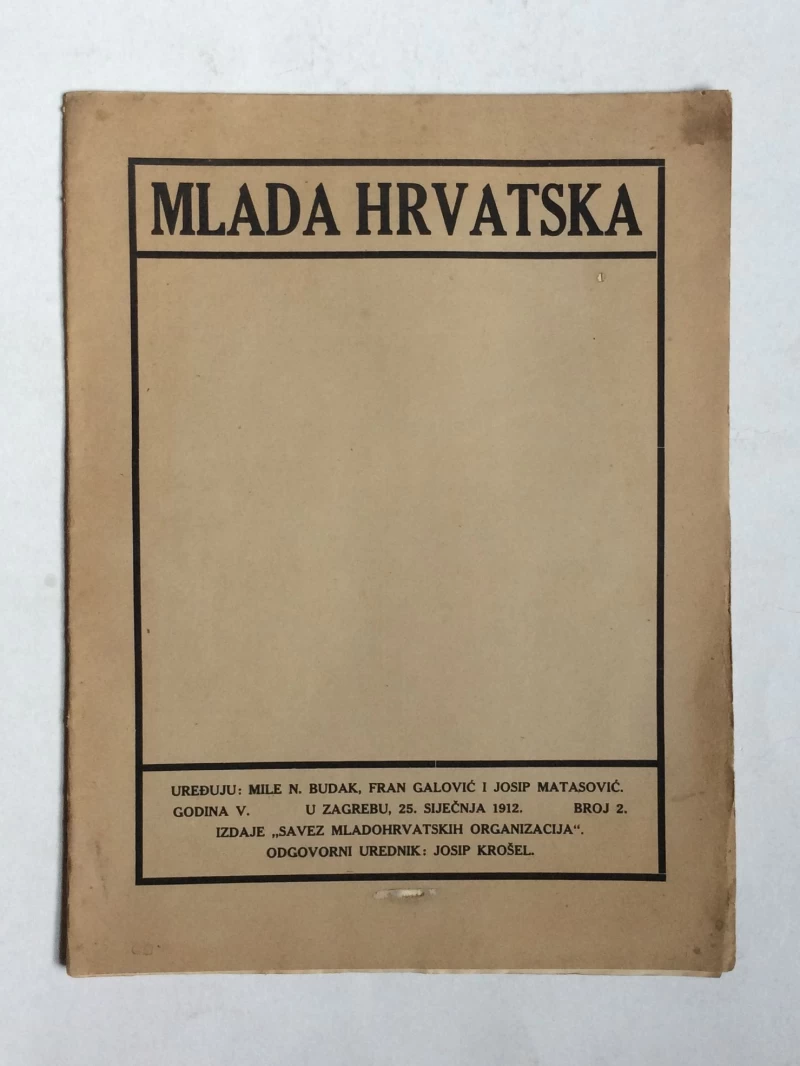 MLADA HRVATSKA
UREĐUJU: MILE N. BUDAK, FRAN GALOVIĆ I JOSIP MATASOVIĆ.
GODINA V. U ZAGREBU, 25. SIJEČNJA 1912. BROJ 2.
IZDAJE „SAVEZ MLADOHRVATSKIH ORGANIZACIJA“.
ODGOVORNI UREDNIK: JOSIP KROŠEL.